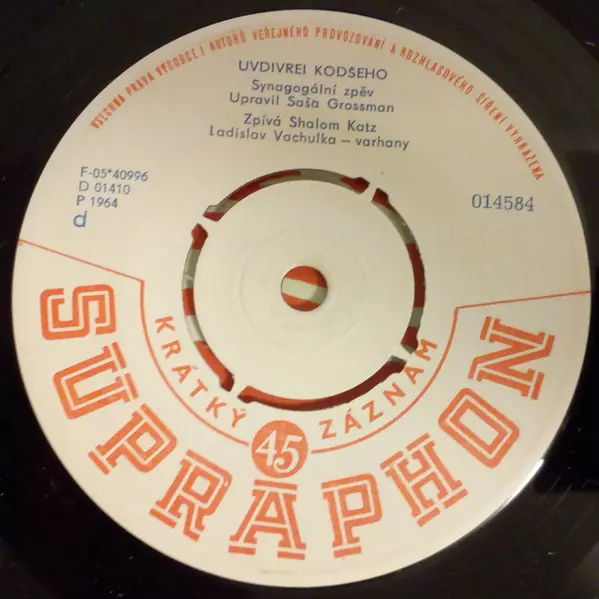 VŠECHNA PRÁVA VÝROBCE I AUTORŮ VEŘEJNÉHO PROVOZOVÁNÍ A ROZHLASOVÉHO ŠÍŘENÍ VYHRAZENA
UVDIVREI KODSEHO
Synagogální zpěv
Upravil Saša Grossman
Zpívá Shalom Katz
Ladislav Vachulka – varhany
F-05*40996
D 01410
P 1964
d
014584
KRÁTKÝ 45 ZÁZNAM
SUPRAPHON